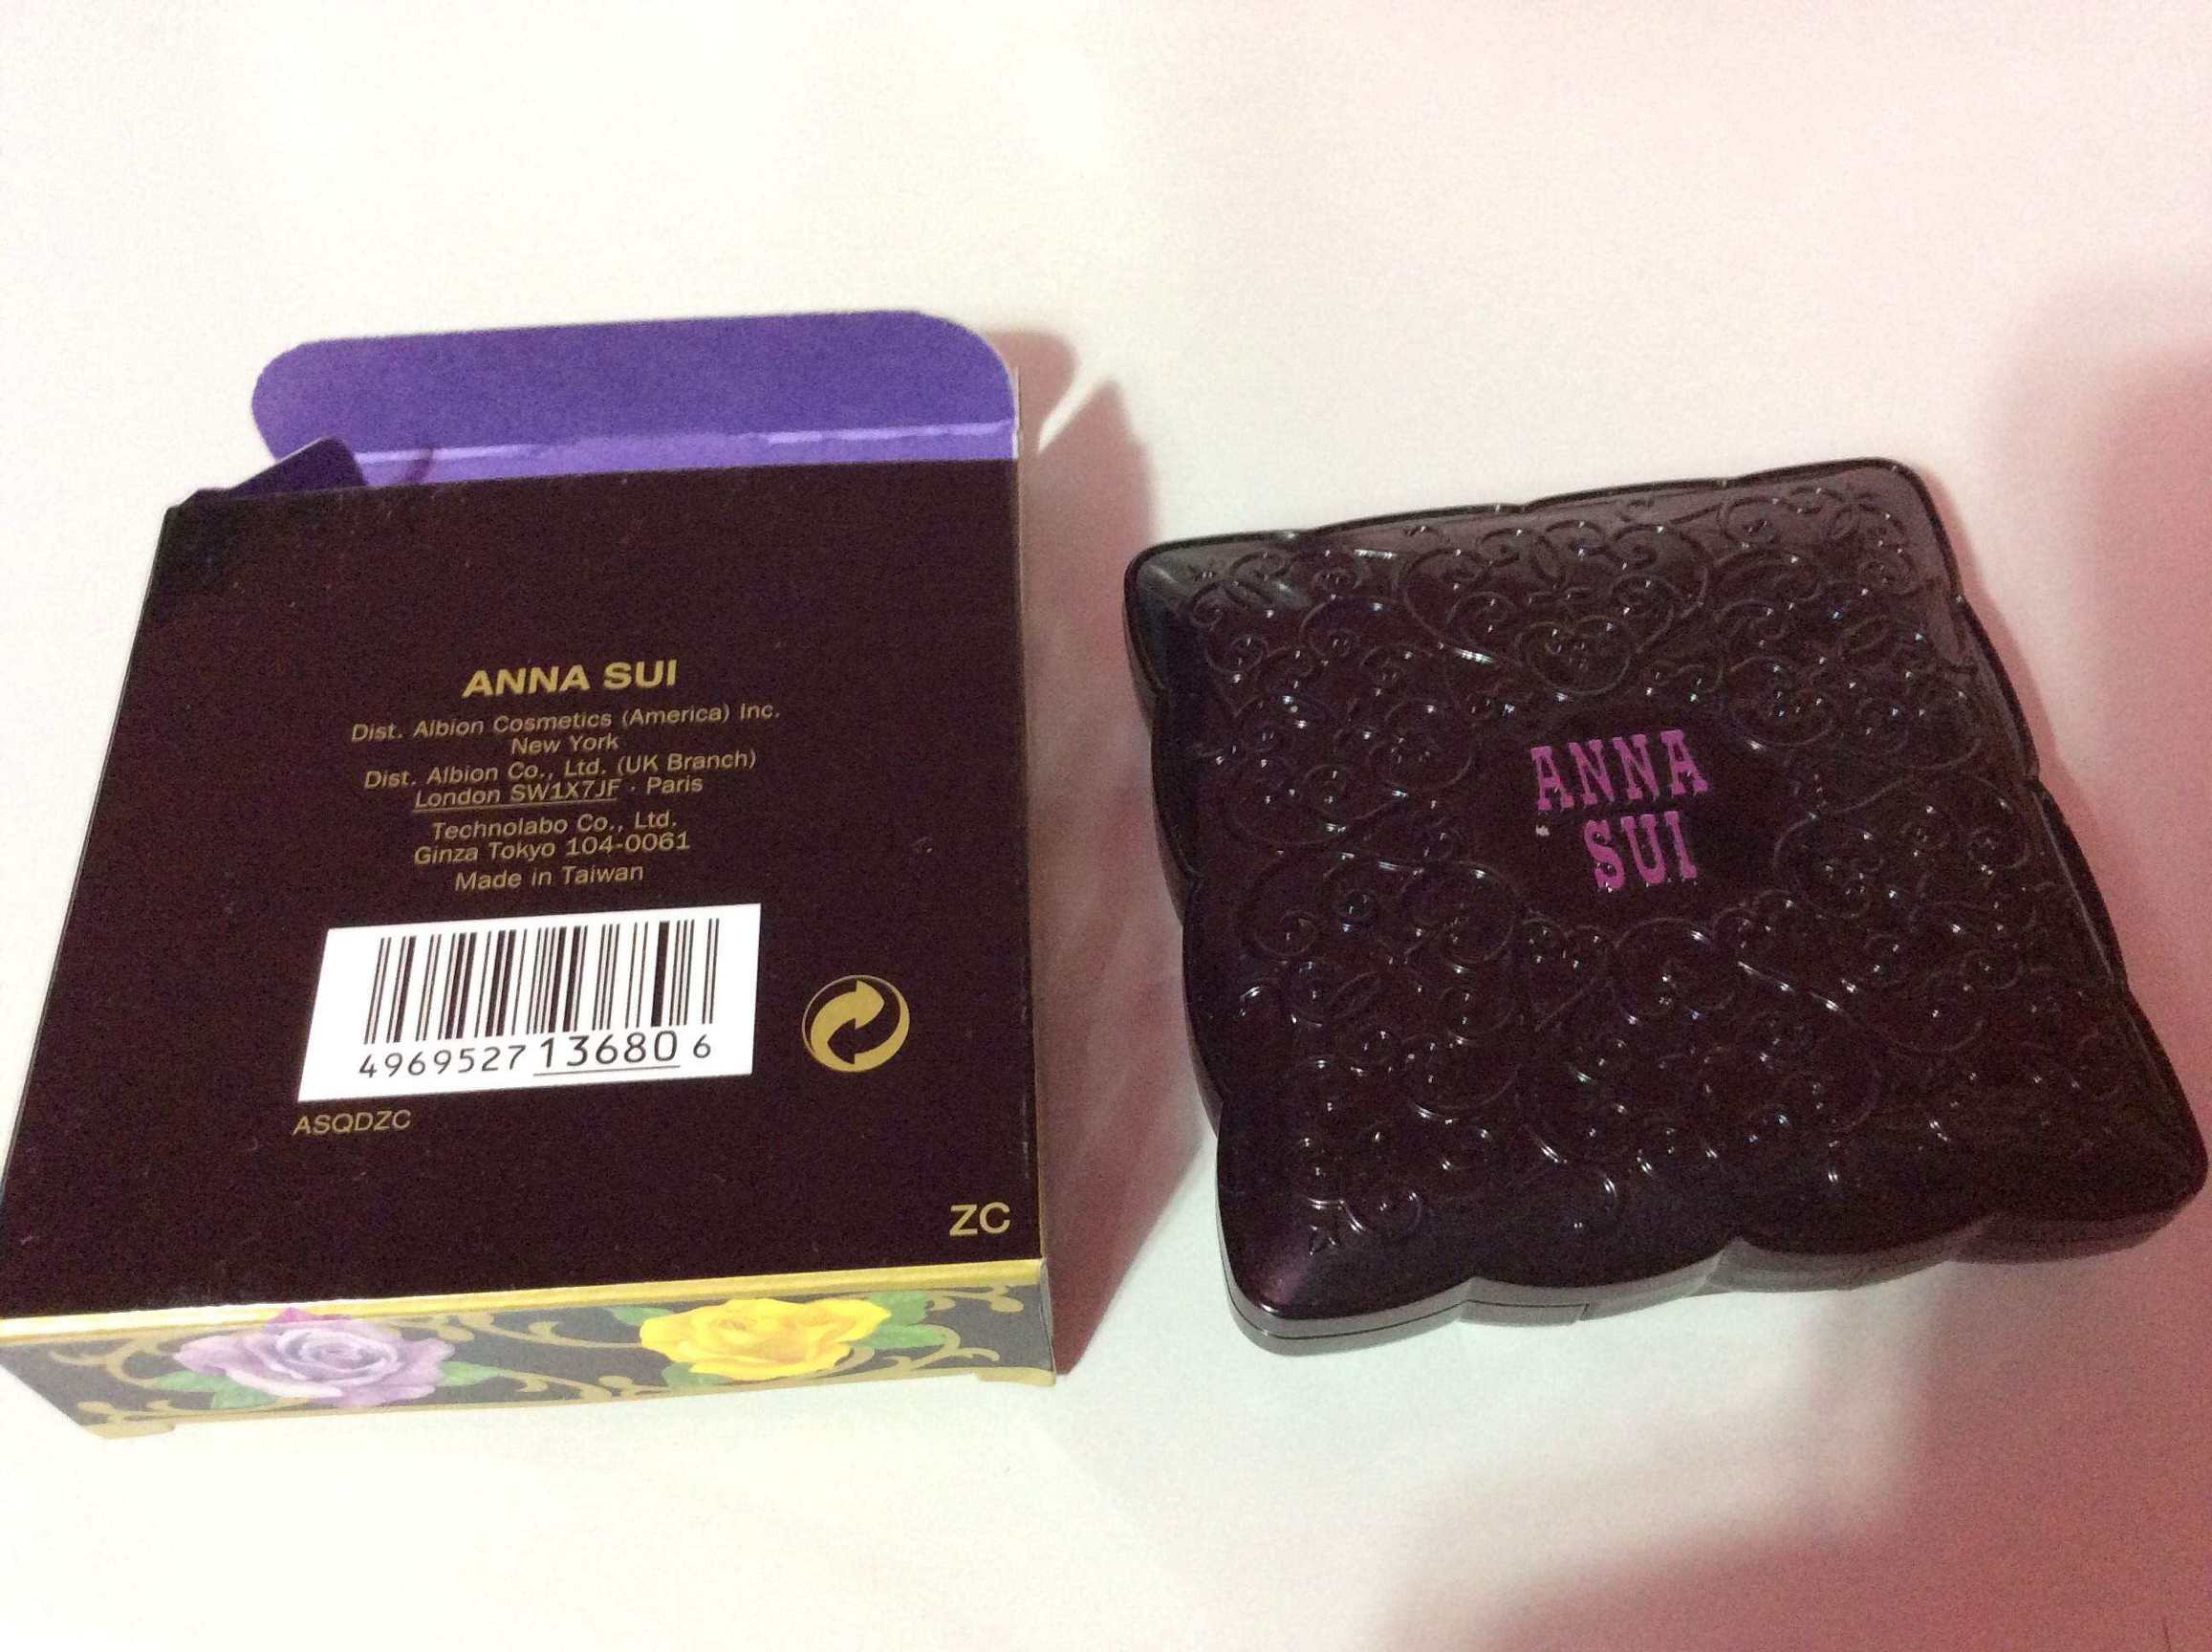 ANNA SUI
Dist. Albion Cosmetics (America) Inc.
New York
Dist. Albion Co., Ltd. (UK Branch)
London SW1X7JF · Paris
Technolabo Co., Ltd.
Ginza Tokyo 104-0061
Made in Taiwan
4969527136806
ASQDZC
ZC
ANNA
SUI